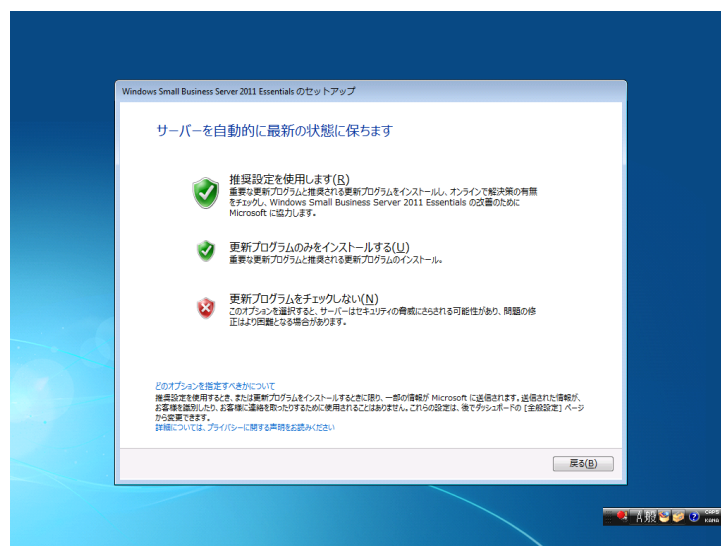 Windows Small Business Server 2011 Essentials のセットアップ
サーバーを自動的に最新の状態に保ちます
推奨設定を使用します(R)
重要な更新プログラムと推奨される更新プログラムをインストールし、オンラインで解決策の有無
をチェックし、Windows Small Business Server 2011 Essentials の改善のために
Microsoft に協力します。
更新プログラムのみをインストールする(U)
重要な更新プログラムと推奨される更新プログラムのインストール。
更新プログラムをチェックしない(N)
このオプションを選択すると、サーバーはセキュリティの脅威にさらされる可能性があり、問題の修
正はより困難となる場合があります。
どのオプションを指定すべきかについて
推奨設定を使用するとき、または更新プログラムをインストールするときに限り、一部の情報が Microsoft に送信されます。送信された情報が、
お客様を識別したり、お客様に連絡を取ったりするために使用されることはありません。これらの設定は、後でダッシュボードの [全般設定] ページ
から変更できます。
詳細については、プライバシーに関する声明をお読みください
戻る(B)
A 般 CAPS
KANA